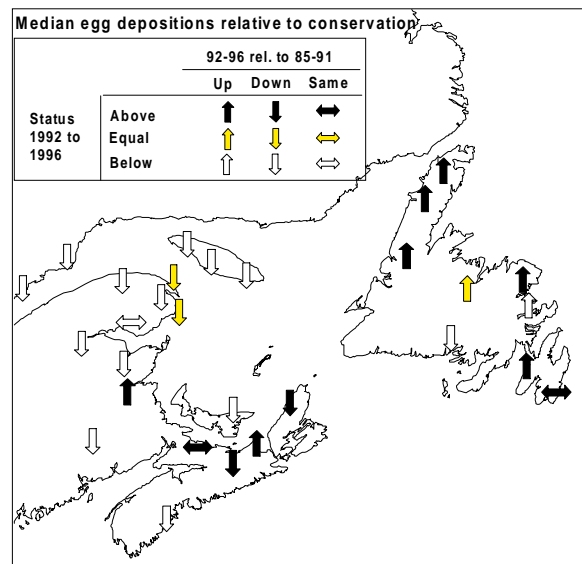 Median egg depositions relative to conservation
92-96 rel. to 85-91
Up Down Same
Status
1992 to
1996
Above
Equal
Below